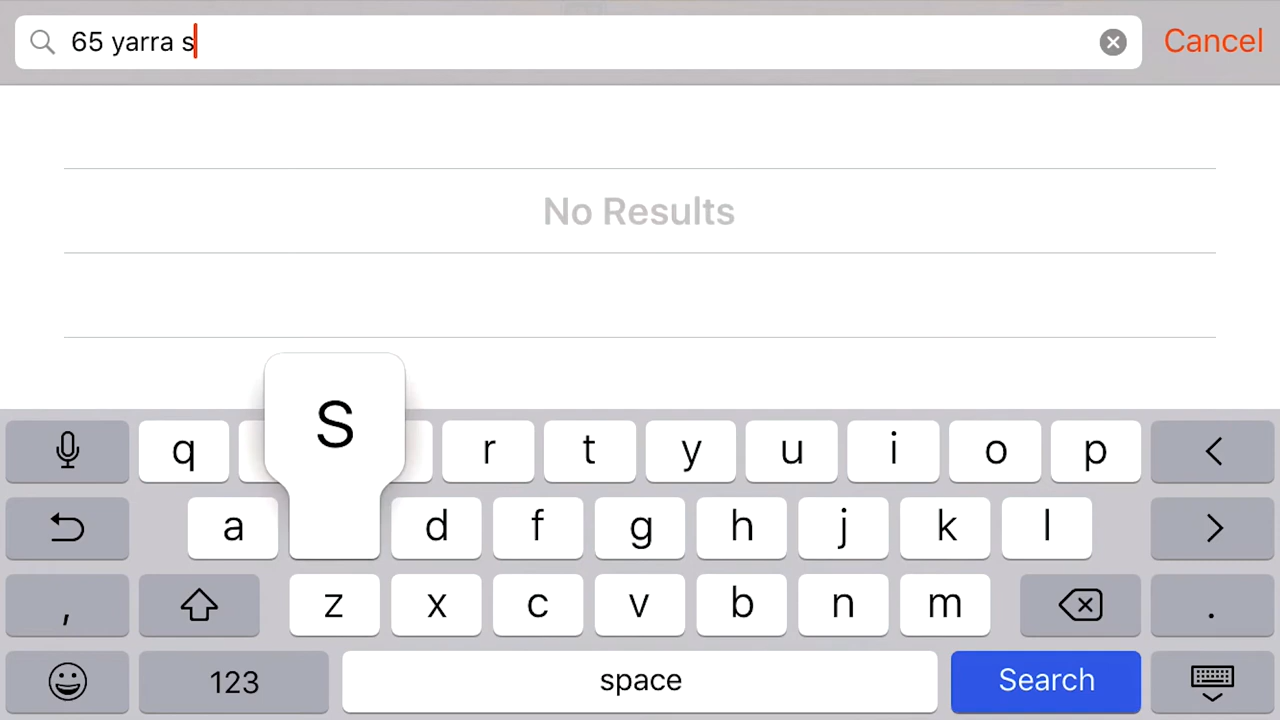 65 yarra s
Cancel
No Results
S
q r t y u i o p <
a d f g h j k l >
, z x c v b n m .
123 space Search